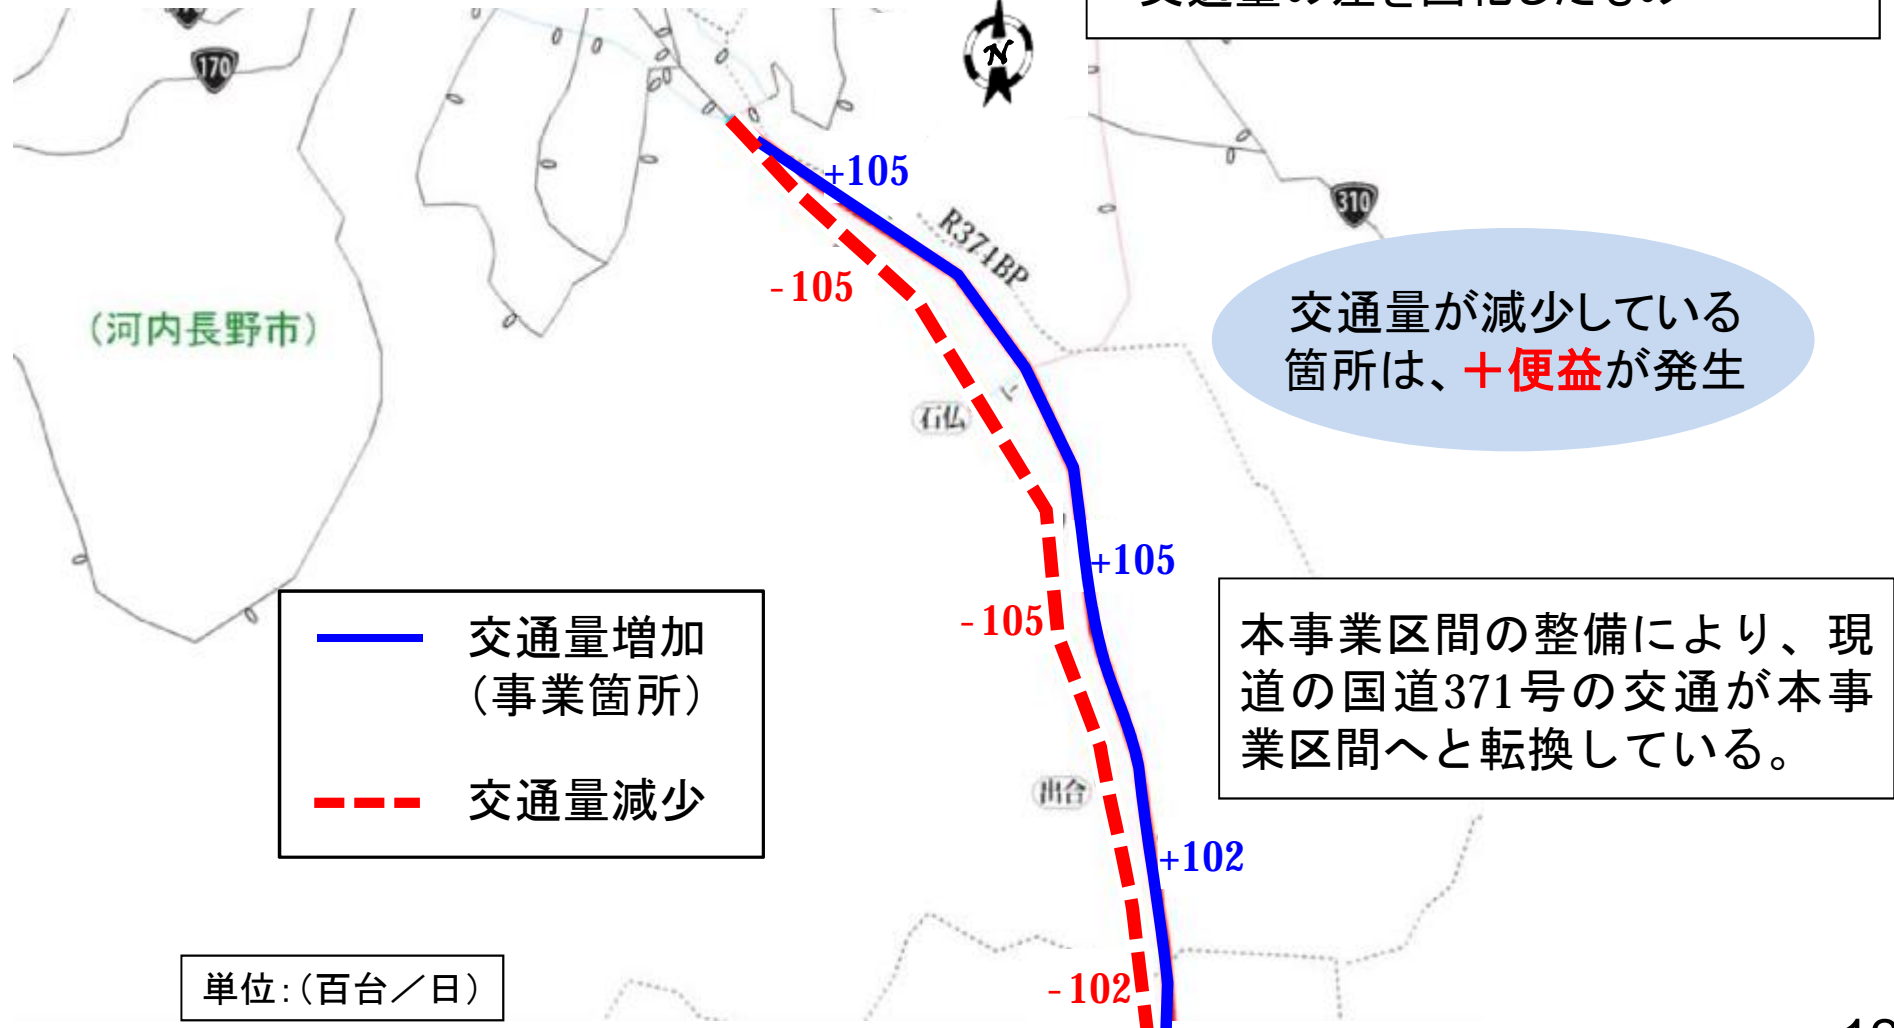 交通量の差を図化したもの
170
N
+105
310
R371BP
-105
(河内長野市)
交通量が減少している
箇所は、＋便益が発生
石仏
+105
-105
交通量増加
(事業箇所)
交通量減少
本事業区間の整備により、現
道の国道371号の交通が本事
業区間へと転換している。
出合
+102
-102
単位:(百台／日)